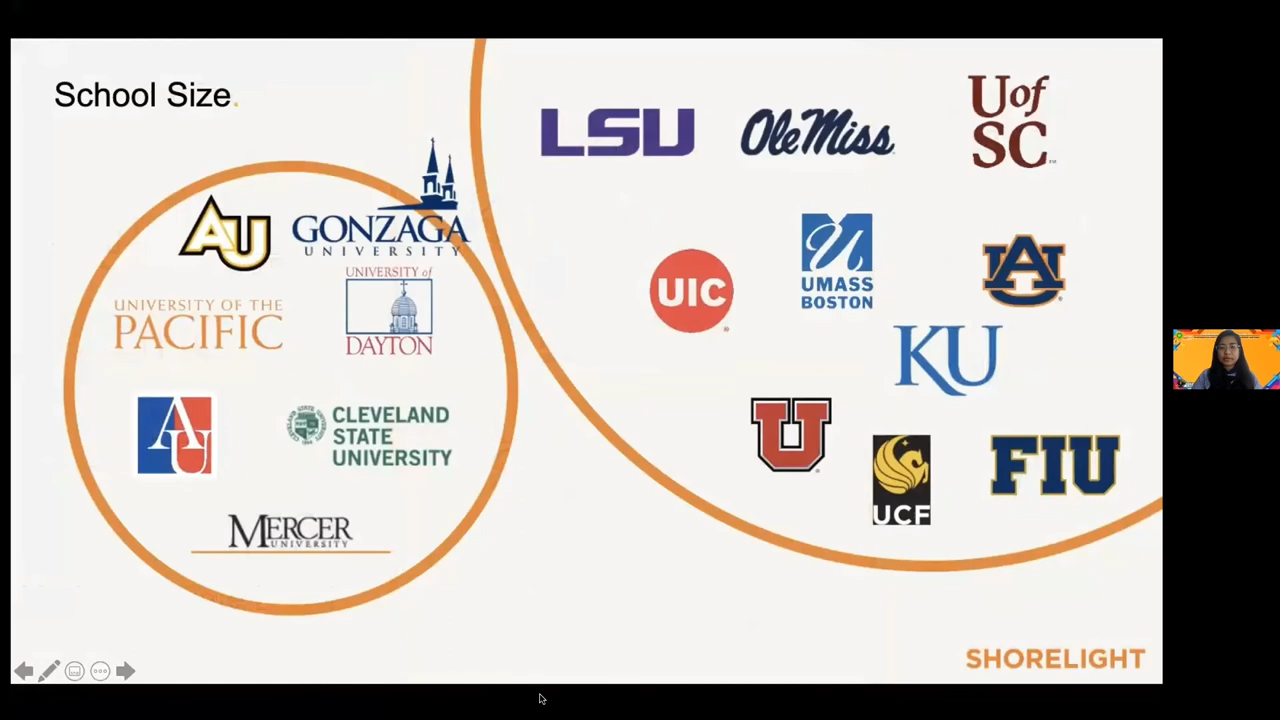 School Size.
LSU
Ole Miss
U of
SC
AU
GONZAGA
UNIVERSITY
UNIVERSITY OF THE
PACIFIC
UNIVERSITY of
DAYTON
AU
CLEVELAND
STATE
UNIVERSITY
MERCER
UNIVERSITY
UIC
U
UMASS
BOSTON
AU
KU
U
UCF
FIU
SHORELIGHT